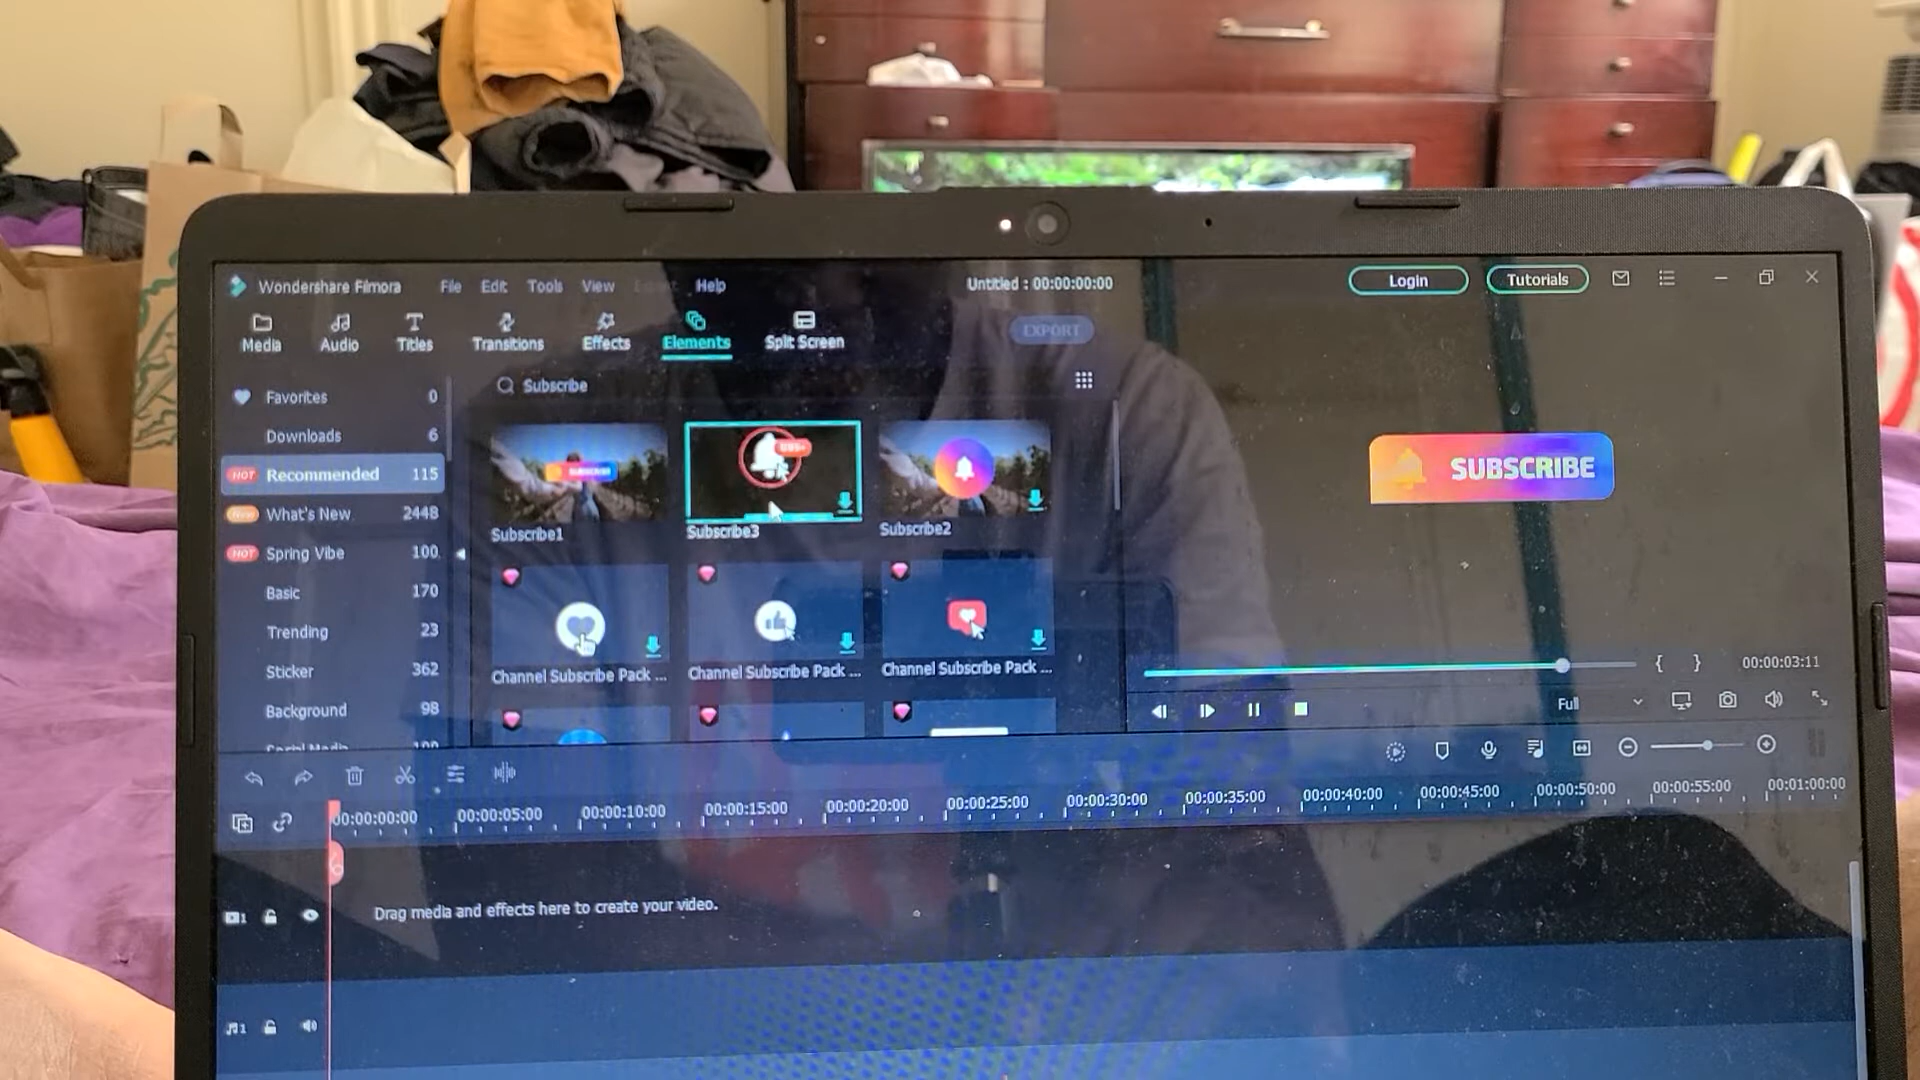 Wondershare Filmora File Edit Tools View Help Untitled : 00:00:00:00 Login Tutorials
Media Audio Titles Transitions Effects Elements Split Screen EXPORT
Subscribe
Favorites 0
Downloads 6
HOT Recommended 115
What's New 2448
HOT Spring Vibe 100
Basic 170
Trending 23
Sticker 362
Background 98
Social Media 100
SUBSCRIBE
Subscribe1 Subscribe3 Subscribe2
Channel Subscribe Pack ... Channel Subscribe Pack ... Channel Subscribe Pack ...
SUBSCRIBE
{ } 00:00:03:11
Full
00:00:00:00 00:00:05:00 00:00:10:00 00:00:15:00 00:00:20:00 00:00:25:00 00:00:30:00 00:00:35:00 00:00:40:00 00:00:45:00 00:00:50:00 00:00:55:00 00:01:00:00
1 Drag media and effects here to create your video.
1